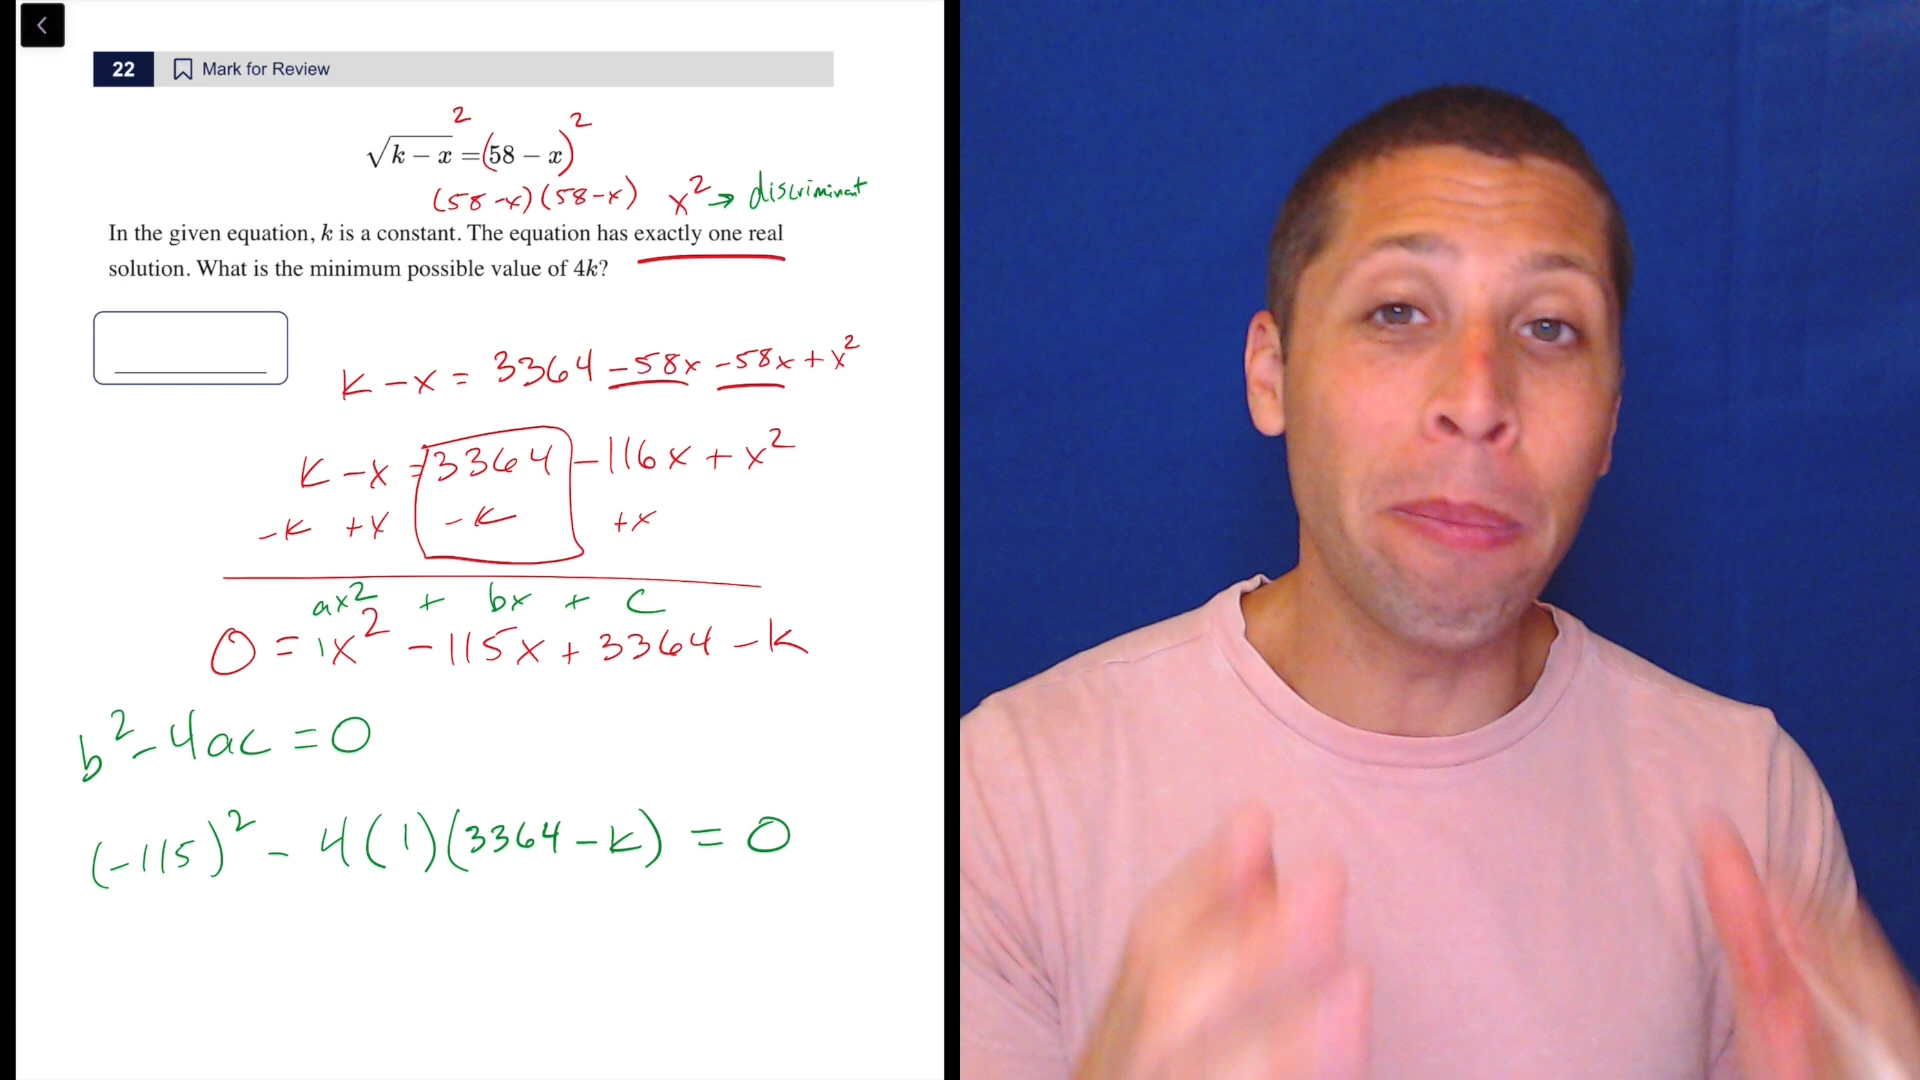 22 Mark for Review
2 2
√k − x = (58 − x)
(58-x)(58-x) x² → discriminant
In the given equation, k is a constant. The equation has exactly one real
solution. What is the minimum possible value of 4k?
k - x = 3364 - 58x - 58x + x²
k - x = 3364 - 116x + x²
-k +x -k +x
ax² + bx + c
0 = 1x² - 115x + 3364 - k
b² - 4ac = 0
(-115)² - 4(1)(3364 - k) = 0